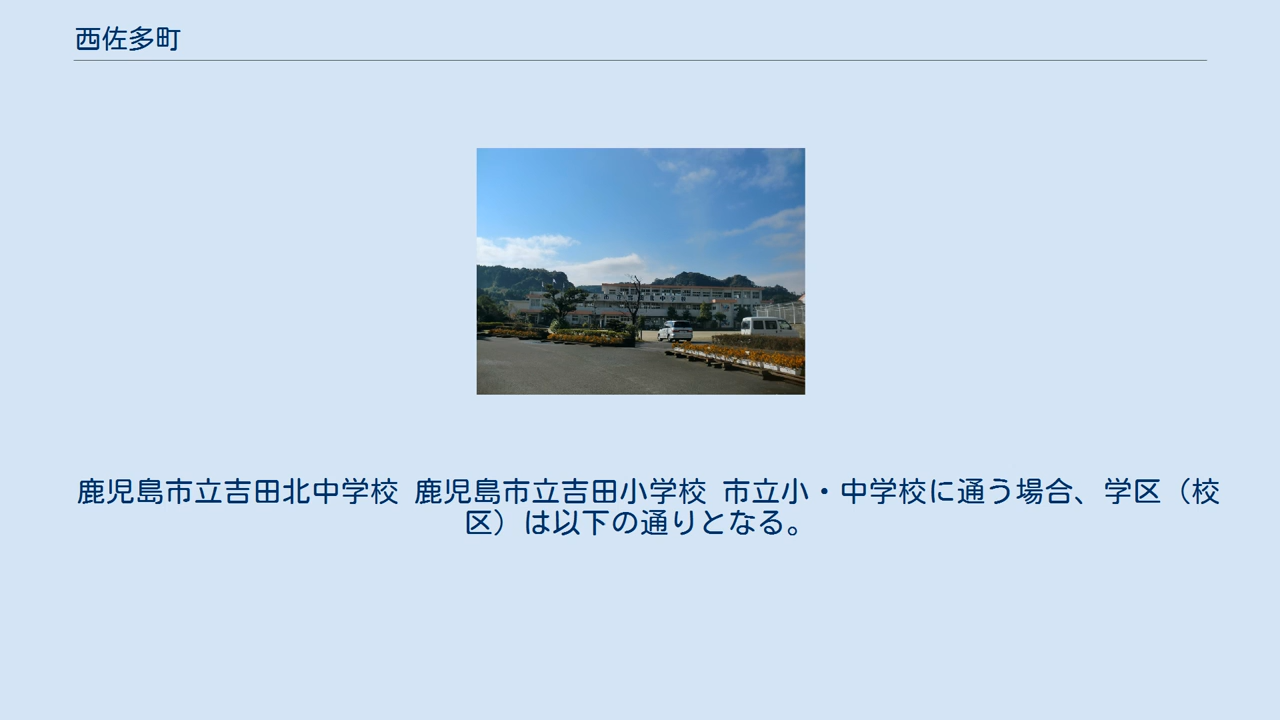 西佐多町
鹿児島市立吉田北中学校 鹿児島市立吉田小学校 市立小・中学校に通う場合、学区（校
区）は以下の通りとなる。